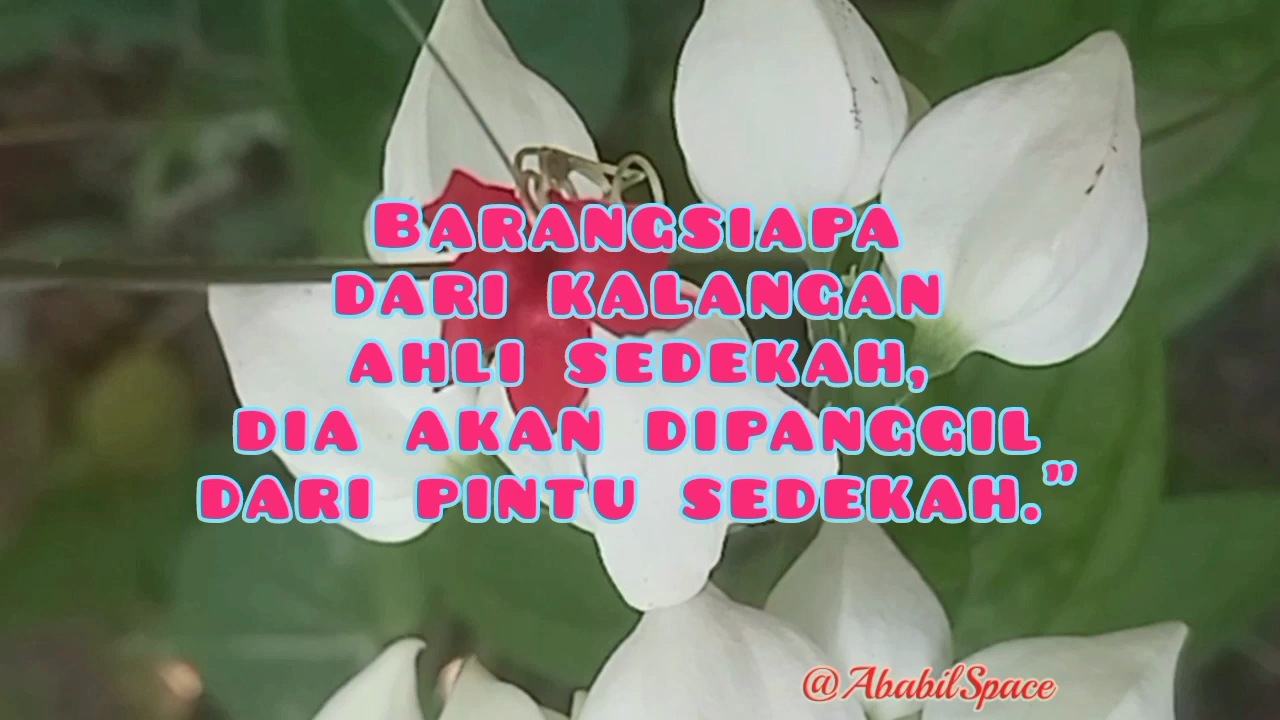 Barangsiapa
dari kalangan
ahli sedekah,
dia akan dipanggil
dari pintu sedekah.”
@AbabilSpace